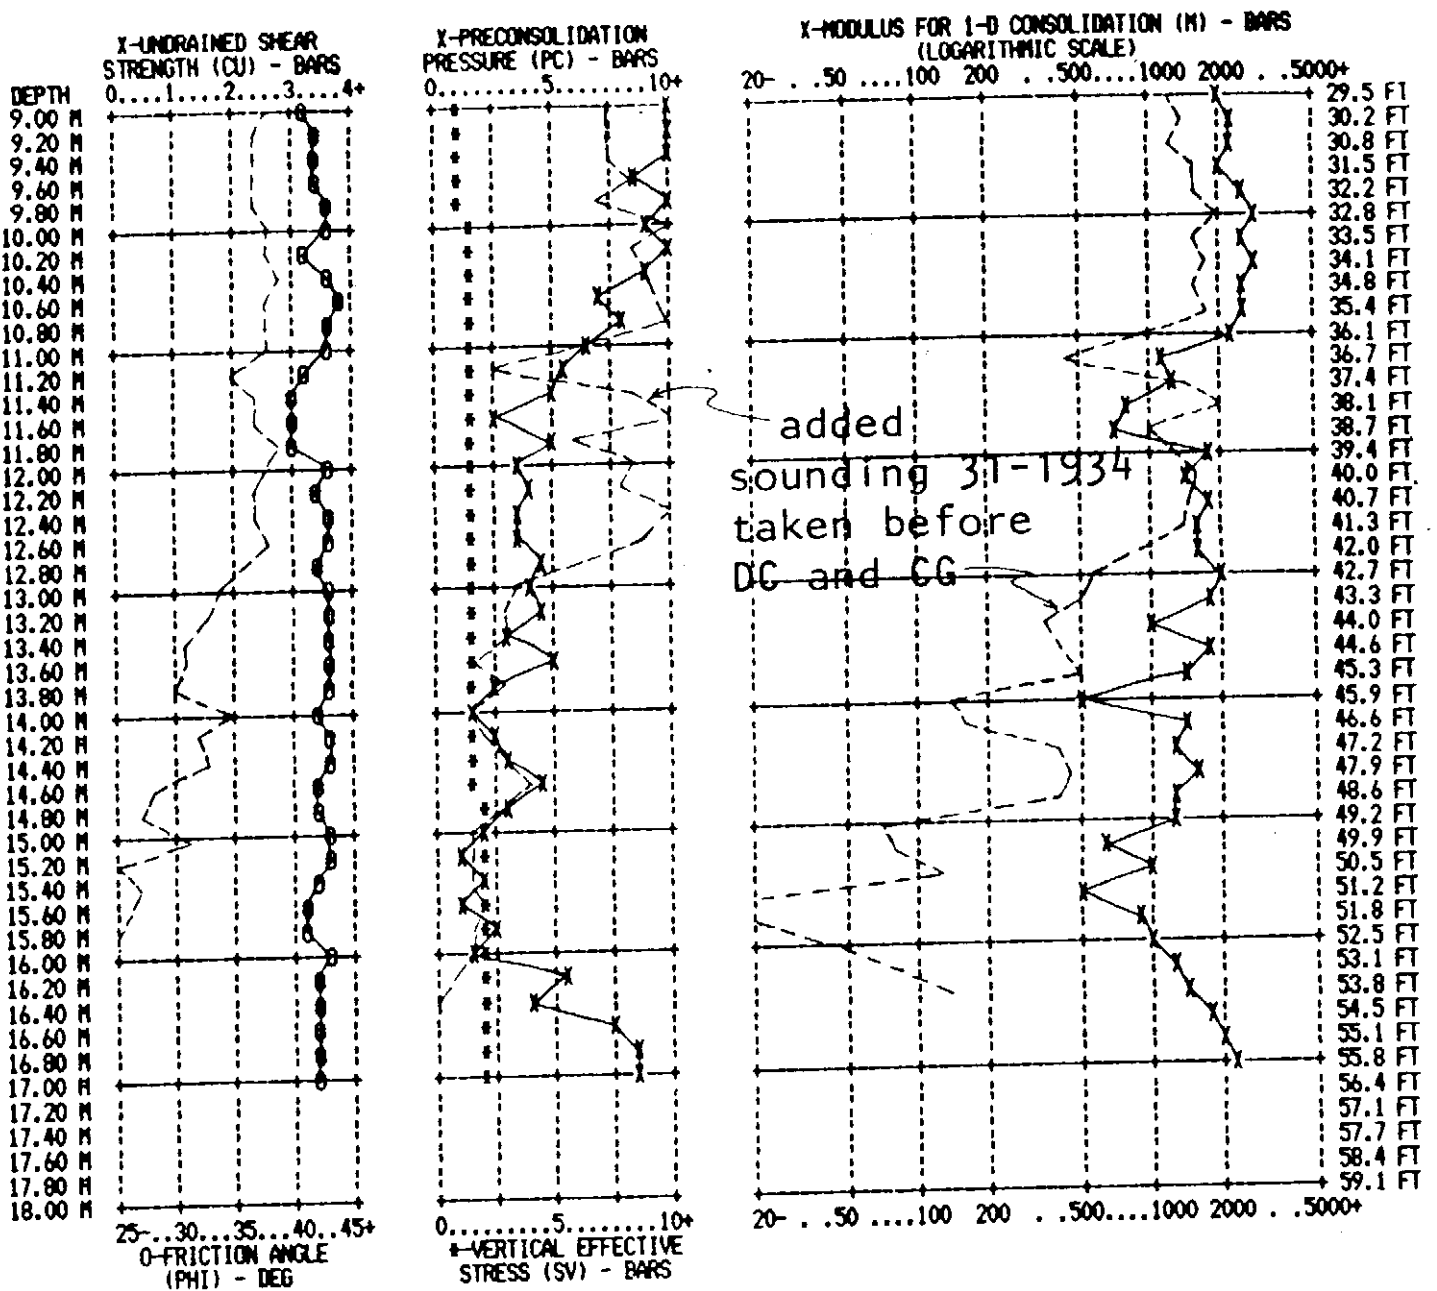 X-UNDRAINED SHEAR
STRENGTH (CU) - BARS
0....1....2....3....4+
X-PRECONSOLIDATION
PRESSURE (PC) - BARS
0.........5.........10+
X-MODULUS FOR 1-D CONSOLIDATION (M) - BARS
(LOGARITHMIC SCALE)
20- . .50 ....100 200 . .500....1000 2000 . .5000+
DEPTH
9.00 M
9.20 M
9.40 M
9.60 M
9.80 M
10.00 M
10.20 M
10.40 M
10.60 M
10.80 M
11.00 M
11.20 M
11.40 M
11.60 M
11.80 M
12.00 M
12.20 M
12.40 M
12.60 M
12.80 M
13.00 M
13.20 M
13.40 M
13.60 M
13.80 M
14.00 M
14.20 M
14.40 M
14.60 M
14.80 M
15.00 M
15.20 M
15.40 M
15.60 M
15.80 M
16.00 M
16.20 M
16.40 M
16.60 M
16.80 M
17.00 M
17.20 M
17.40 M
17.60 M
17.80 M
18.00 M
added
sounding 31-1934
taken before
DC and CG
29.5 FT
30.2 FT
30.8 FT
31.5 FT
32.2 FT
32.8 FT
33.5 FT
34.1 FT
34.8 FT
35.4 FT
36.1 FT
36.7 FT
37.4 FT
38.1 FT
38.7 FT
39.4 FT
40.0 FT
40.7 FT
41.3 FT
42.0 FT
42.7 FT
43.3 FT
44.0 FT
44.6 FT
45.3 FT
45.9 FT
46.6 FT
47.2 FT
47.9 FT
48.6 FT
49.2 FT
49.9 FT
50.5 FT
51.2 FT
51.8 FT
52.5 FT
53.1 FT
53.8 FT
54.5 FT
55.1 FT
55.8 FT
56.4 FT
57.1 FT
57.7 FT
58.4 FT
59.1 FT
25-..30...35...40...45+
O-FRICTION ANGLE
(PHI) - DEG
0.........5.........10+
*-VERTICAL EFFECTIVE
STRESS (SV) - BARS
20- . .50 ....100 200 . .500....1000 2000 . .5000+